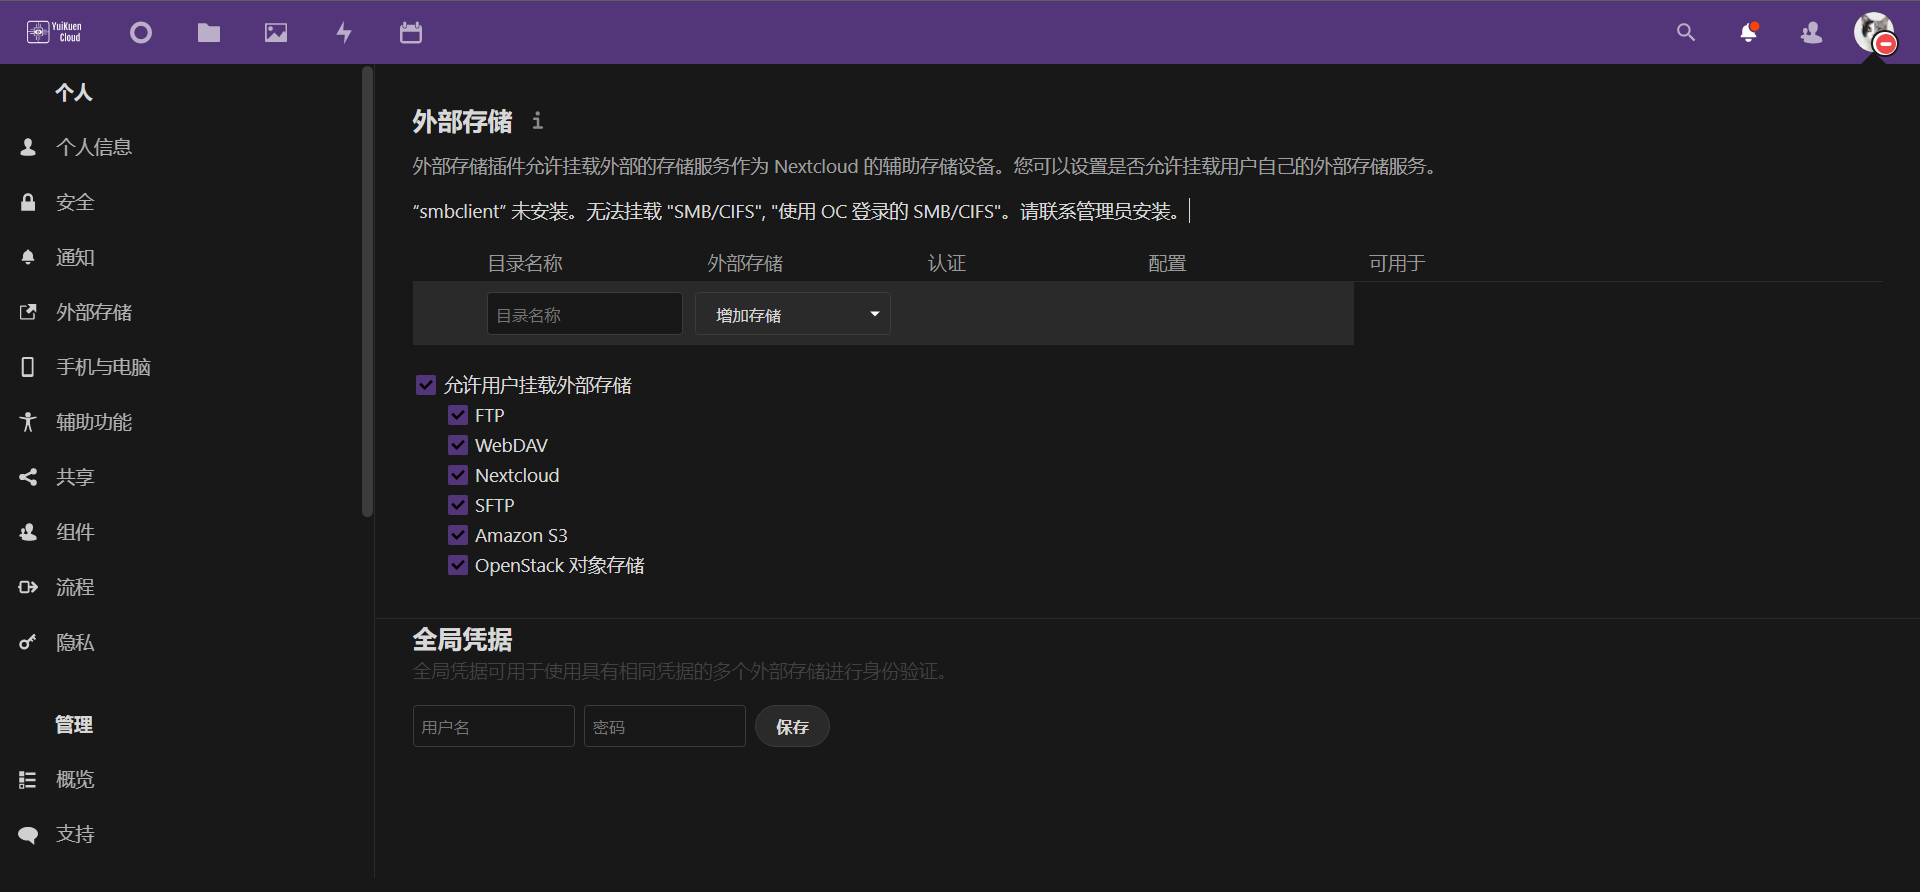 YuiKuen
Cloud
个人
个人信息
安全
通知
外部存储
手机与电脑
辅助功能
共享
组件
流程
隐私
管理
概览
支持
外部存储
外部存储插件允许挂载外部的存储服务作为 Nextcloud 的辅助存储设备。您可以设置是否允许挂载用户自己的外部存储服务。
“smbclient” 未安装。无法挂载 "SMB/CIFS", "使用 OC 登录的 SMB/CIFS"。请联系管理员安装。
目录名称 外部存储 认证 配置 可用于
目录名称 增加存储
允许用户挂载外部存储
FTP
WebDAV
Nextcloud
SFTP
Amazon S3
OpenStack 对象存储
全局凭据
全局凭据可用于使用具有相同凭据的多个外部存储进行身份验证。
用户名 密码 保存